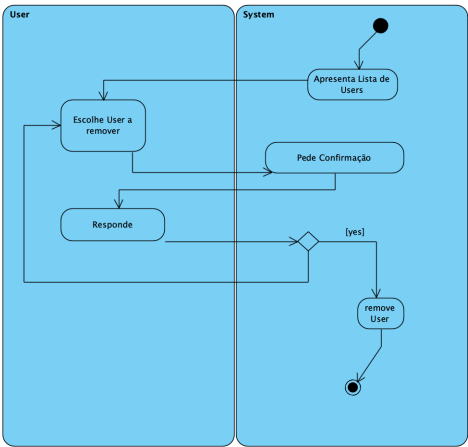 User
System
Apresenta Lista de
Users
Escolhe User a
remover
Pede Confirmação
Responde
[yes]
remove
User